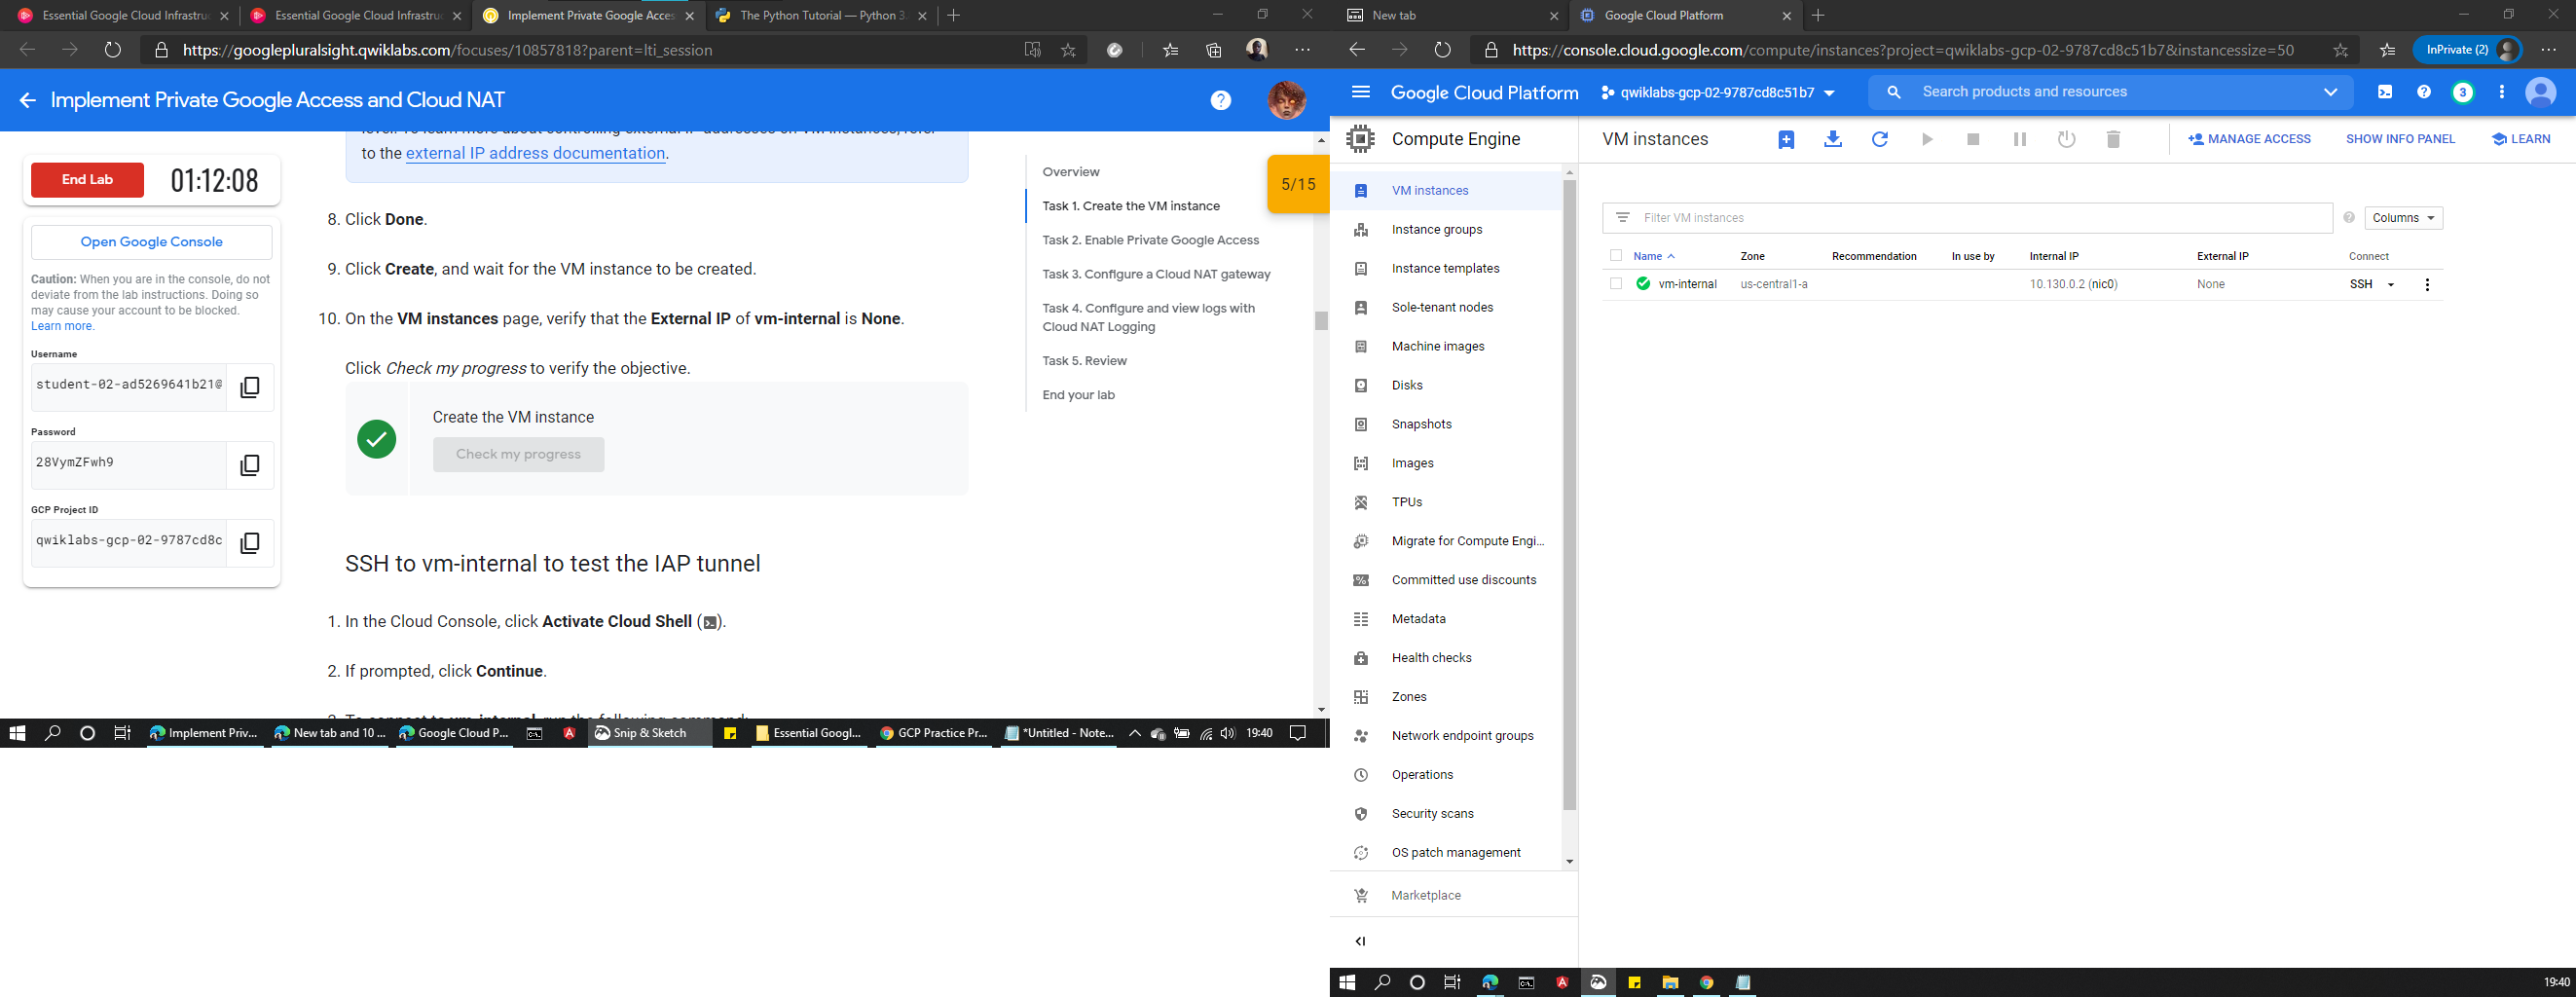 Essential Google Cloud Infrastruc
Essential Google Cloud Infrastruc
Implement Private Google Acces
The Python Tutorial — Python 3.
https://googlepluralsight.qwiklabs.com/focuses/10857818?parent=lti_session
Implement Private Google Access and Cloud NAT
to the external IP address documentation.
End Lab
01:12:08
Open Google Console
Caution: When you are in the console, do not
deviate from the lab instructions. Doing so
may cause your account to be blocked.
Learn more.
Username
student-02-ad5269641b21@
Password
28VymZFwh9
GCP Project ID
qwiklabs-gcp-02-9787cd8c
8. Click Done.
9. Click Create, and wait for the VM instance to be created.
10. On the VM instances page, verify that the External IP of vm-internal is None.
Click Check my progress to verify the objective.
Create the VM instance
Check my progress
SSH to vm-internal to test the IAP tunnel
1. In the Cloud Console, click Activate Cloud Shell ( ).
2. If prompted, click Continue.
Overview
Task 1. Create the VM instance
Task 2. Enable Private Google Access
Task 3. Configure a Cloud NAT gateway
Task 4. Configure and view logs with
Cloud NAT Logging
Task 5. Review
End your lab
5/15
Implement Priv...
New tab and 10 ...
Google Cloud P...
Snip & Sketch
Essential Googl...
GCP Practice Pr...
*Untitled - Note...
19:40
New tab
Google Cloud Platform
https://console.cloud.google.com/compute/instances?project=qwiklabs-gcp-02-9787cd8c51b7&instancessize=50
InPrivate (2)
Google Cloud Platform
qwiklabs-gcp-02-9787cd8c51b7
Search products and resources
3
Compute Engine
VM instances
MANAGE ACCESS
SHOW INFO PANEL
LEARN
VM instances
Instance groups
Instance templates
Sole-tenant nodes
Machine images
Disks
Snapshots
Images
TPUs
Migrate for Compute Engi...
Committed use discounts
Metadata
Health checks
Zones
Network endpoint groups
Operations
Security scans
OS patch management
Marketplace
Filter VM instances
Columns
Name Zone Recommendation In use by Internal IP External IP Connect
vm-internal us-central1-a 10.130.0.2 (nic0) None SSH
19:40